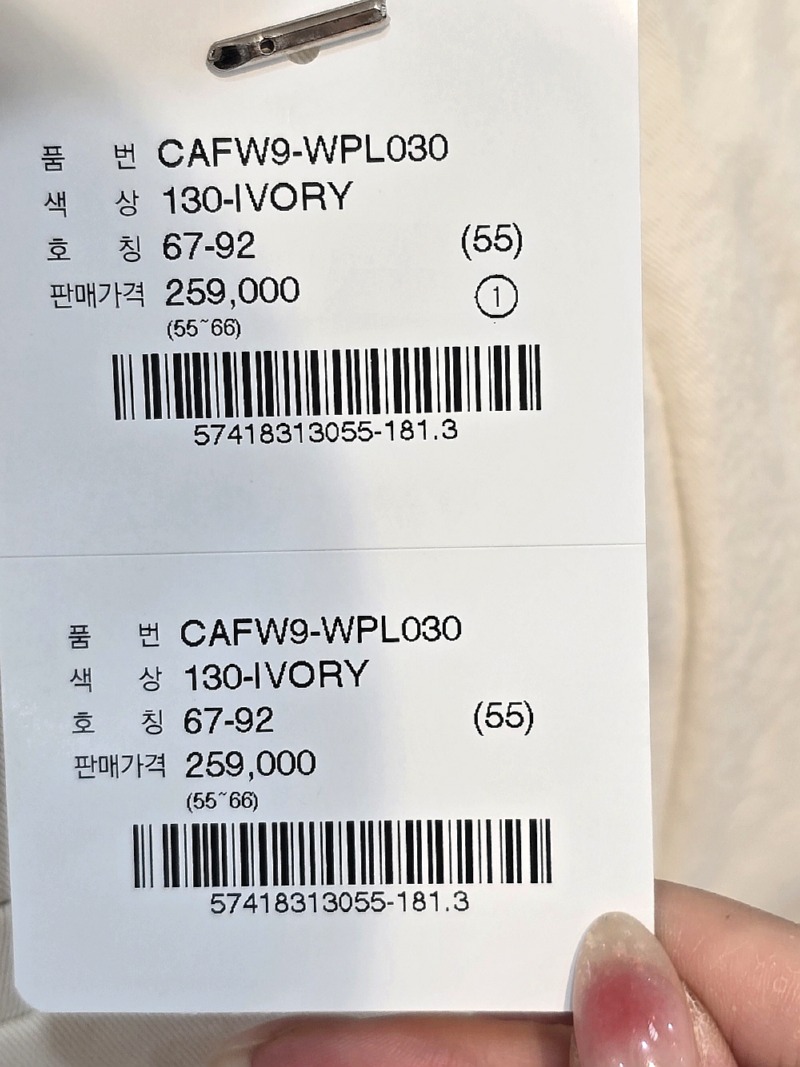 품 번 CAFW9-WPL030
색 상 130-IVORY
호 칭 67-92 (55)
판매가격 259,000 ①
(55~66)
57418313055-181.3
품 번 CAFW9-WPL030
색 상 130-IVORY
호 칭 67-92 (55)
판매가격 259,000
(55~66)
57418313055-181.3